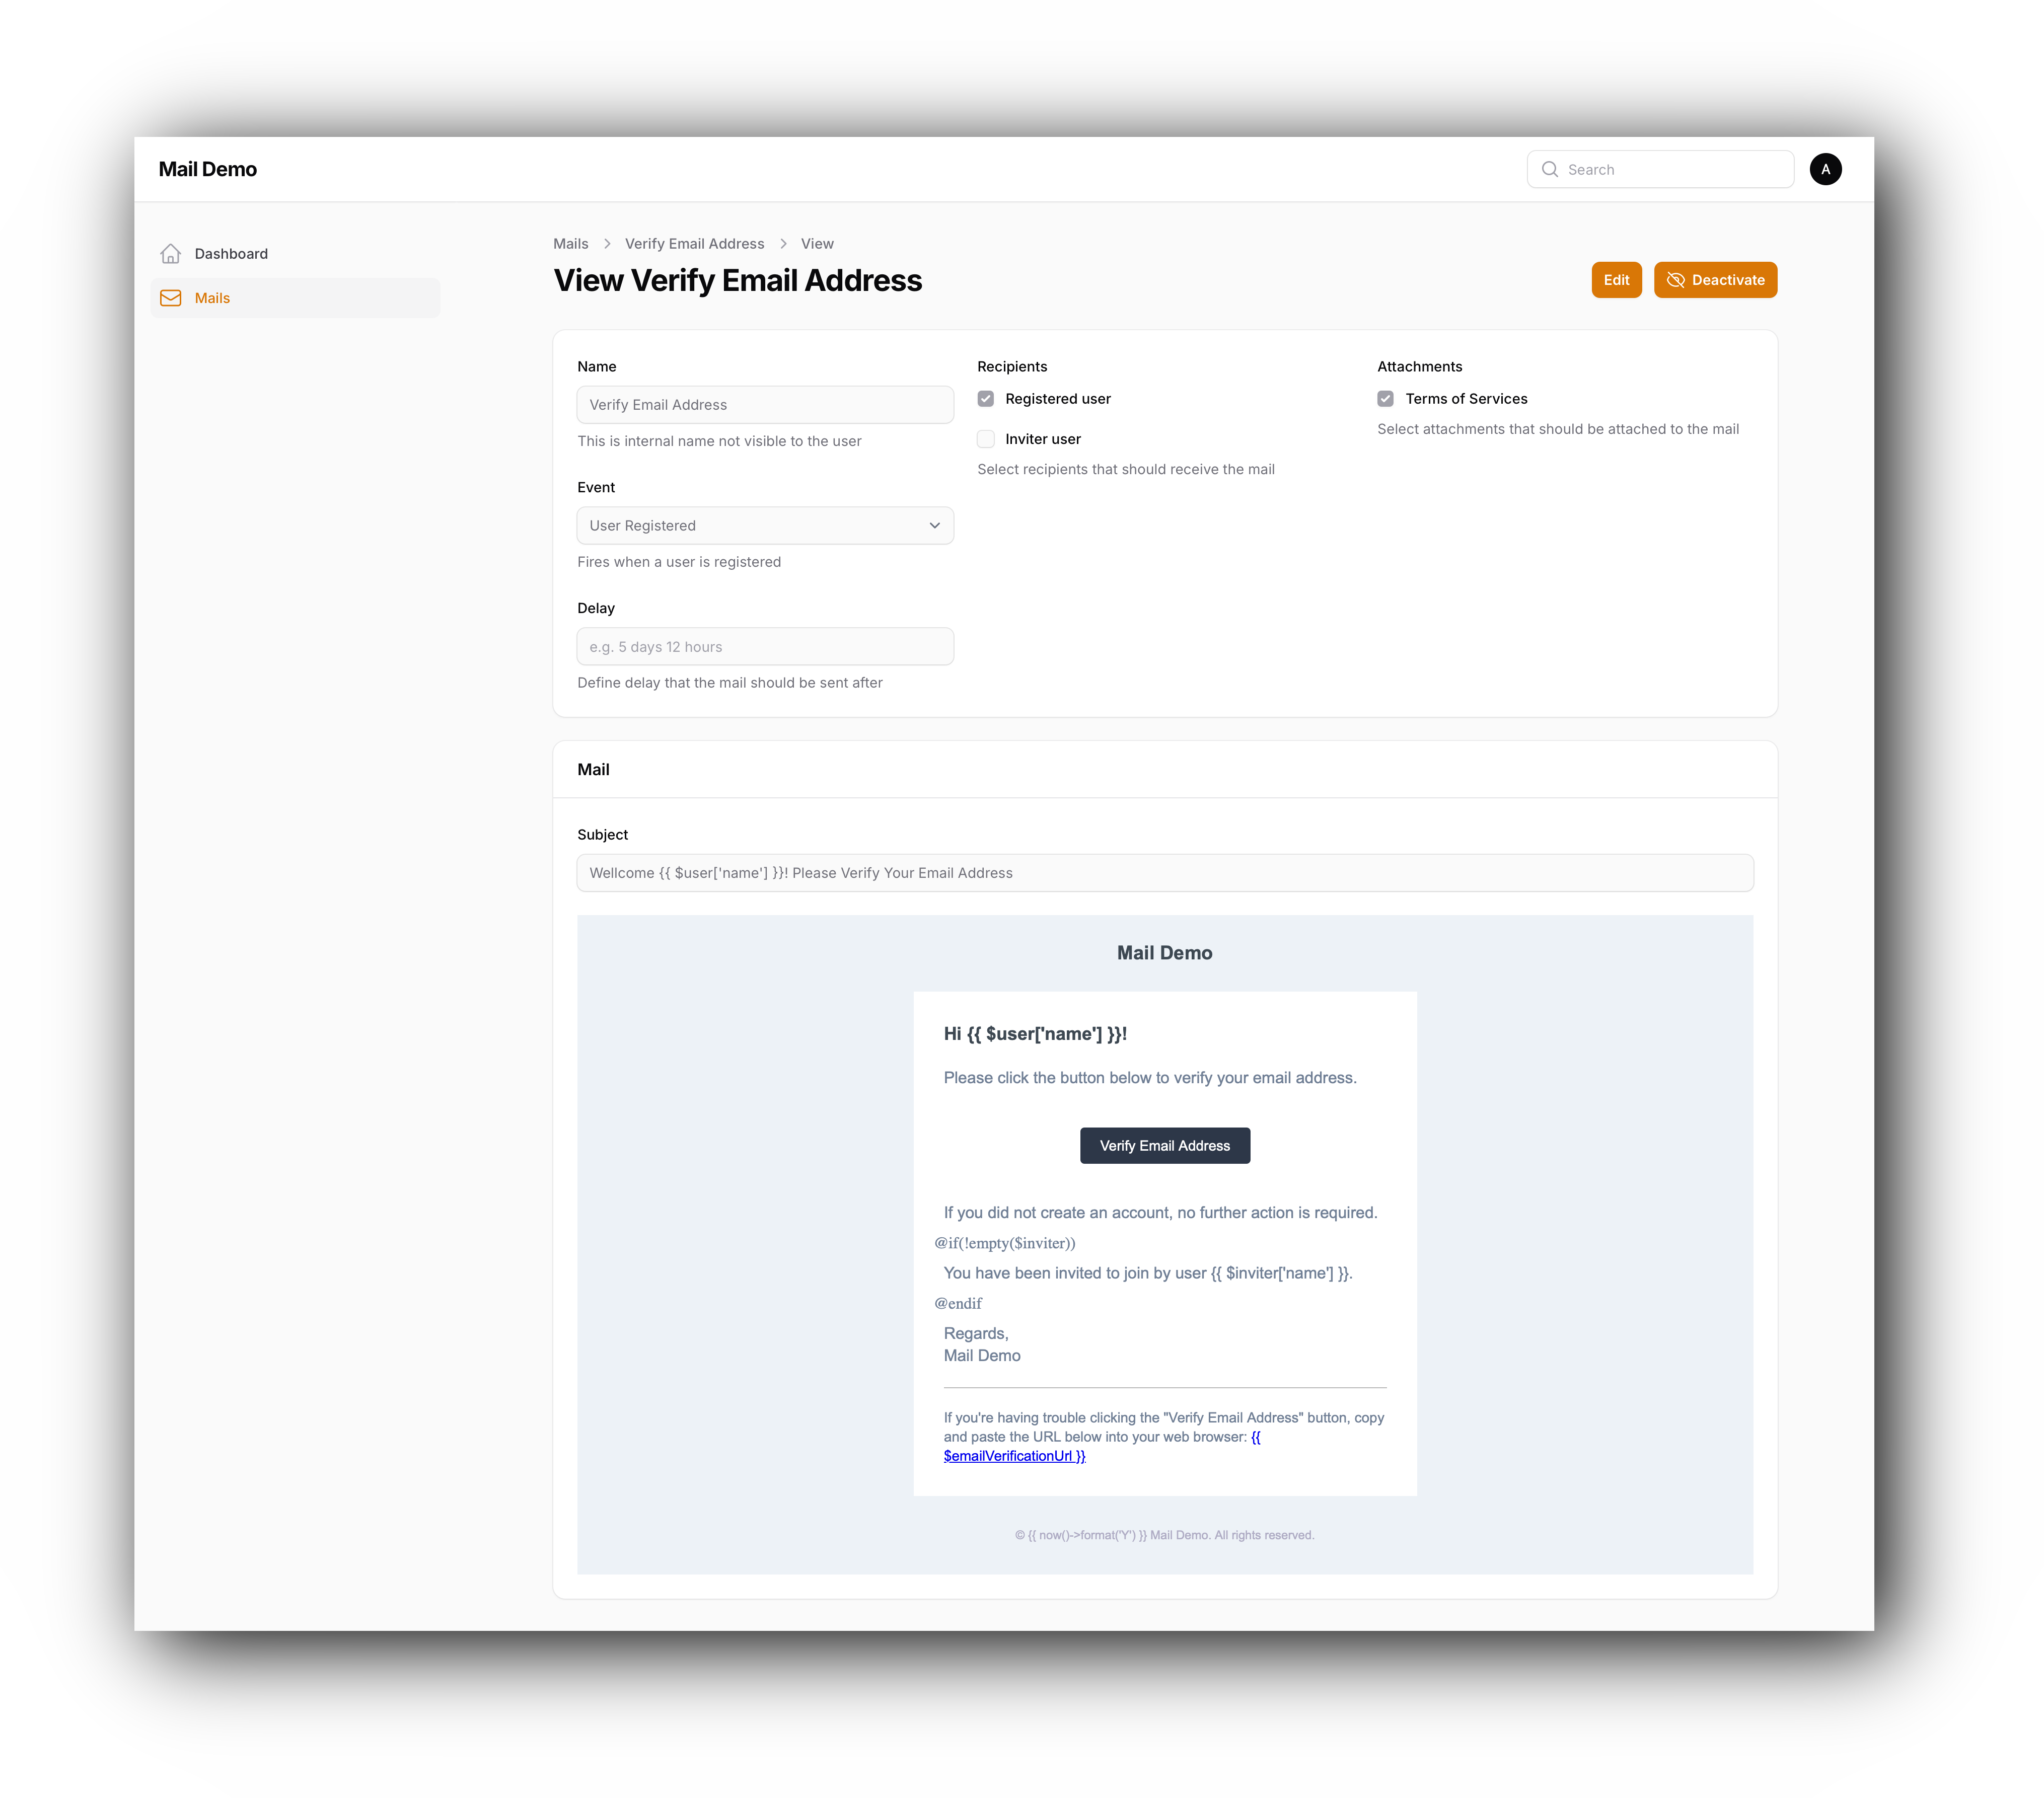 Mail Demo
Search
A
Dashboard
Mails
Mails > Verify Email Address > View
View Verify Email Address
Edit
Deactivate
Name
Verify Email Address
This is internal name not visible to the user
Event
User Registered
Fires when a user is registered
Delay
e.g. 5 days 12 hours
Define delay that the mail should be sent after
Recipients
Registered user
Inviter user
Select recipients that should receive the mail
Attachments
Terms of Services
Select attachments that should be attached to the mail
Mail
Subject
Wellcome {{ $user['name'] }}! Please Verify Your Email Address
Mail Demo
Hi {{ $user['name'] }}!
Please click the button below to verify your email address.
Verify Email Address
If you did not create an account, no further action is required.
@if(!empty($inviter))
You have been invited to join by user {{ $inviter['name'] }}.
@endif
Regards,
Mail Demo
If you're having trouble clicking the "Verify Email Address" button, copy
and paste the URL below into your web browser: {{
$emailVerificationUrl }}
© {{ now()->format('Y') }} Mail Demo. All rights reserved.